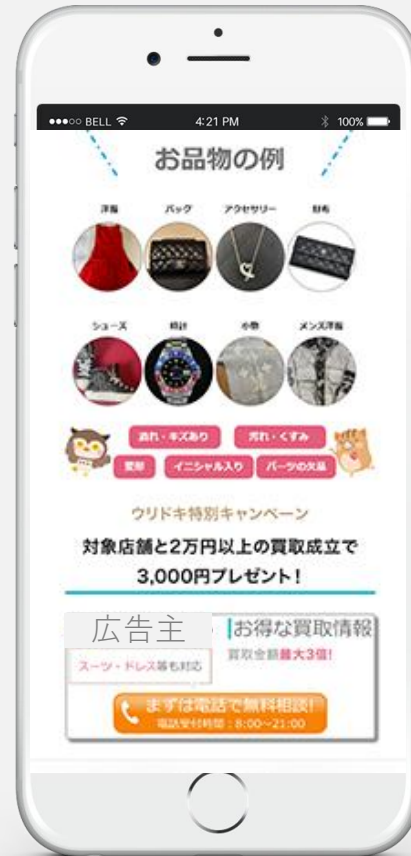 ●●●○○ BELL 4:21 PM 100%
お品物の例
洋服 バッグ アクセサリー 財布
シューズ 時計 小物 メンズ洋服
潰れ・キズあり 汚れ・くすみ
変形 イニシャル入り パーツの欠品
ウリドキ特別キャンペーン
対象店舗と2万円以上の買取成立で
3,000円プレゼント!
広告主 お得な買取情報
スーツ・ドレス等も対応 買取金額最大3倍!
まずは電話で無料相談!
電話受付時間:8:00~21:00